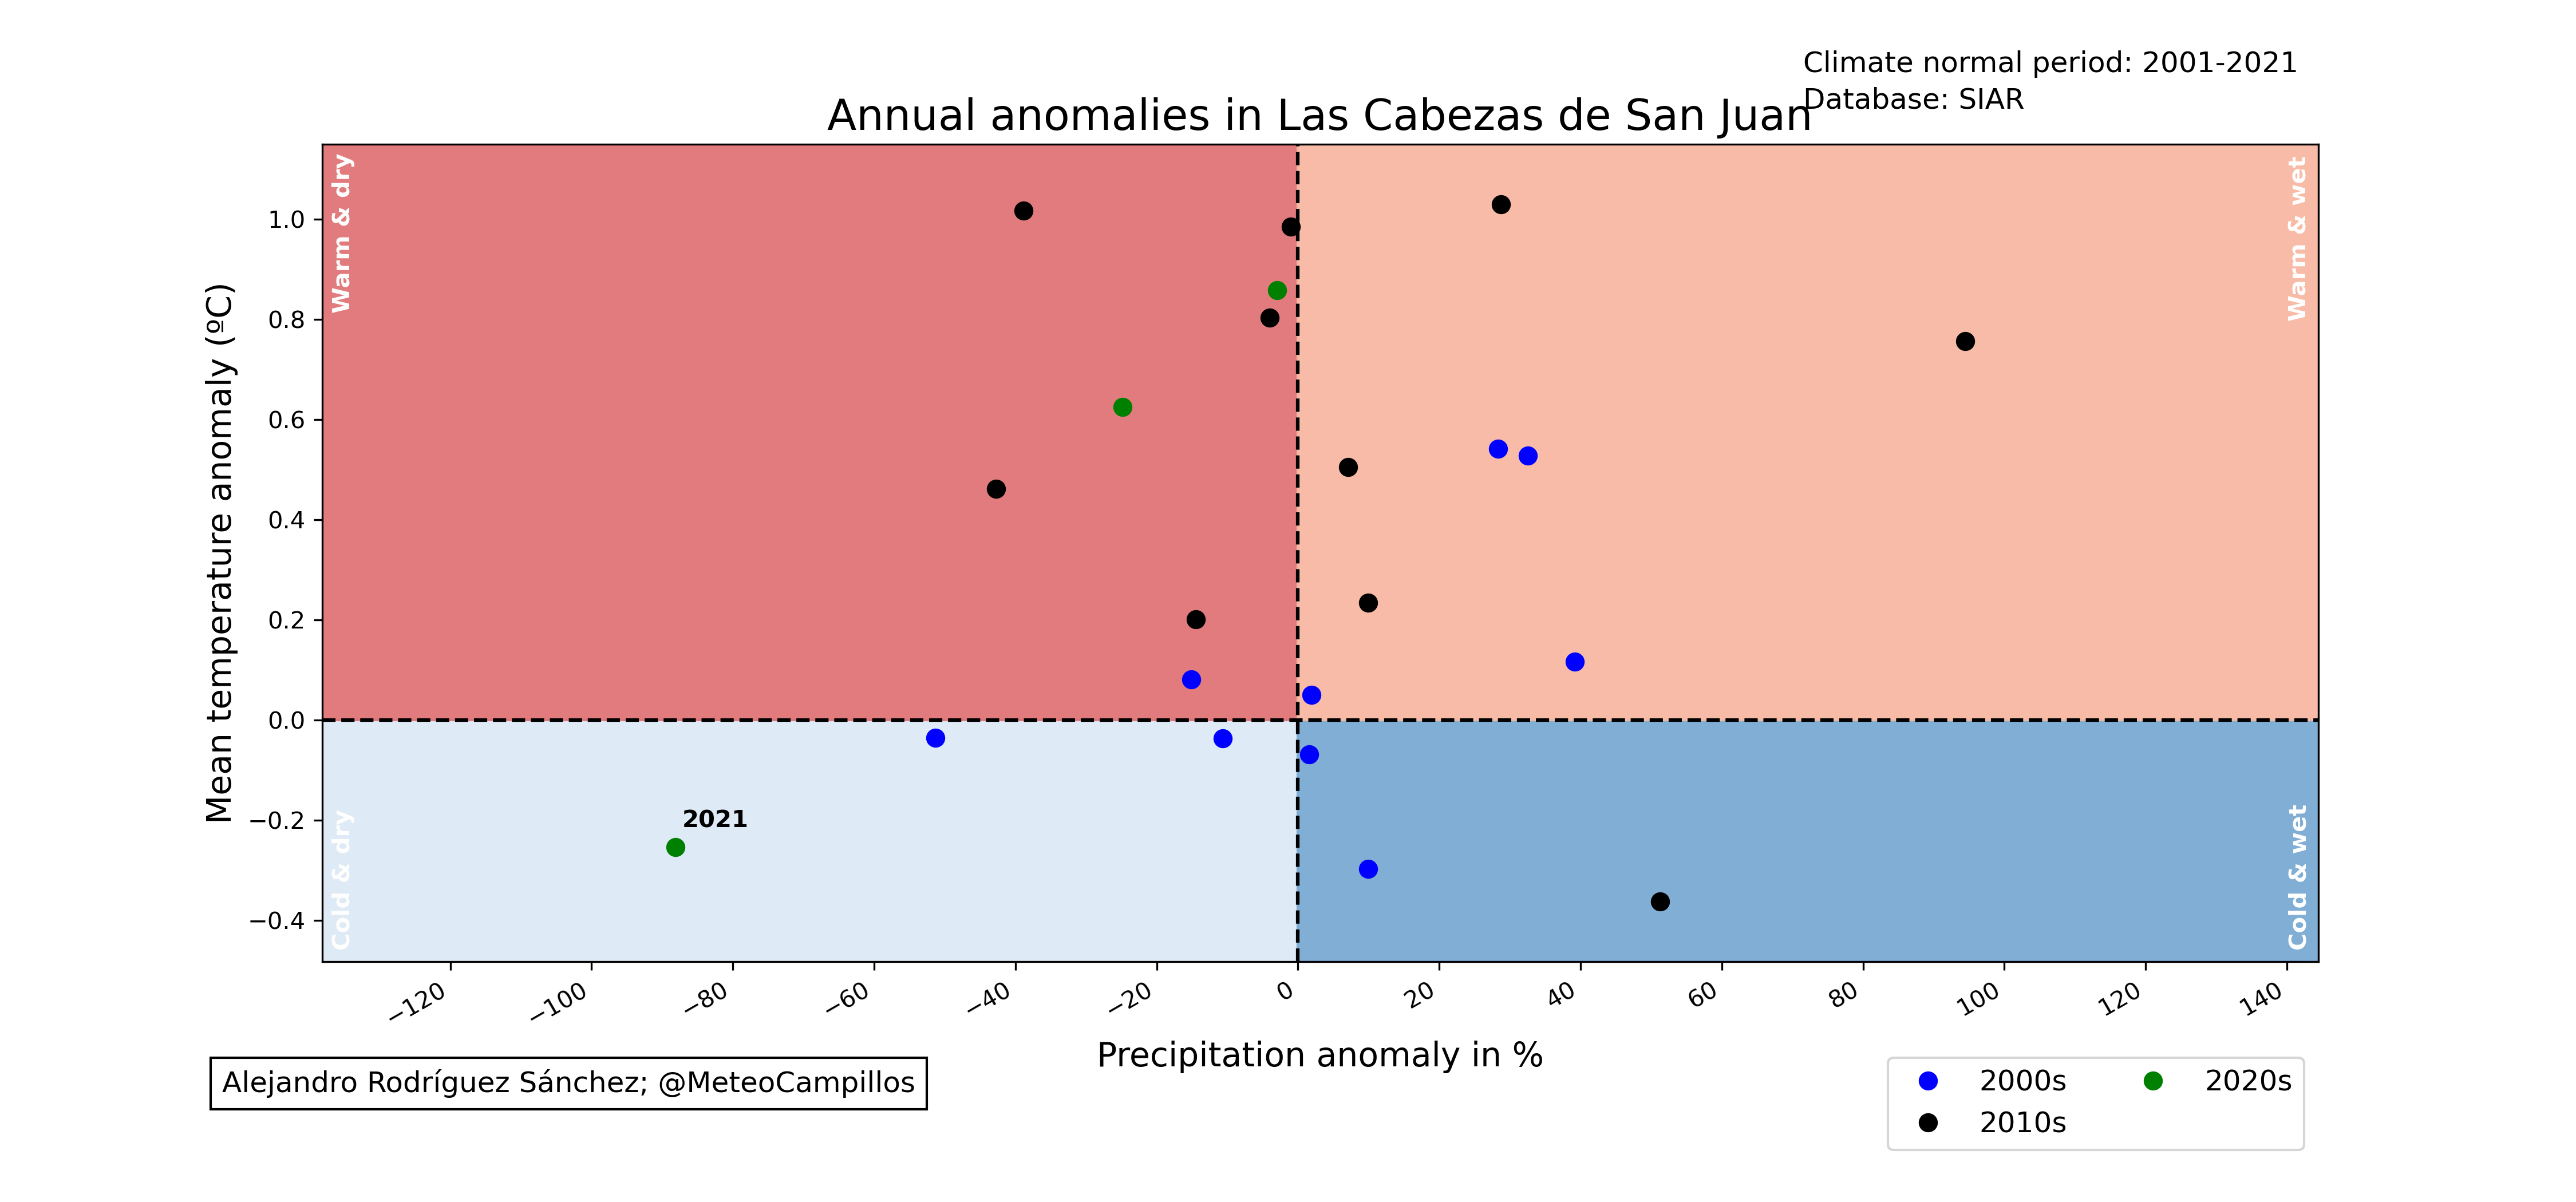 Climate normal period: 2001-2021
Database: SIAR
Annual anomalies in Las Cabezas de San Juan
Warm & dry
Warm & wet
Mean temperature anomaly (ºC)
1.0
0.8
0.6
0.4
0.2
0.0
−0.2
−0.4
2021
Cold & dry
Cold & wet
−120
−100
−80
−60
−40
−20
0
20
40
60
80
100
120
140
Precipitation anomaly in %
Alejandro Rodríguez Sánchez; @MeteoCampillos
2000s
2010s
2020s